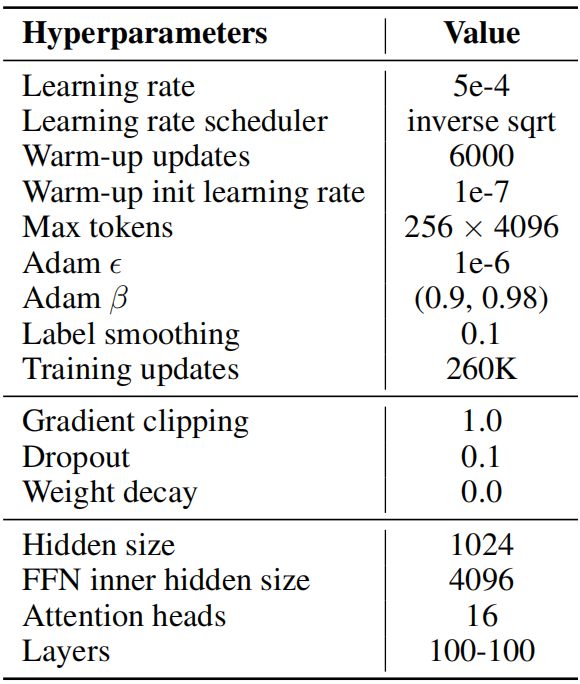 Hyperparameters Value
Learning rate 5e-4
Learning rate scheduler inverse sqrt
Warm-up updates 6000
Warm-up init learning rate 1e-7
Max tokens 256 × 4096
Adam ϵ 1e-6
Adam β (0.9, 0.98)
Label smoothing 0.1
Training updates 260K
Gradient clipping 1.0
Dropout 0.1
Weight decay 0.0
Hidden size 1024
FFN inner hidden size 4096
Attention heads 16
Layers 100-100